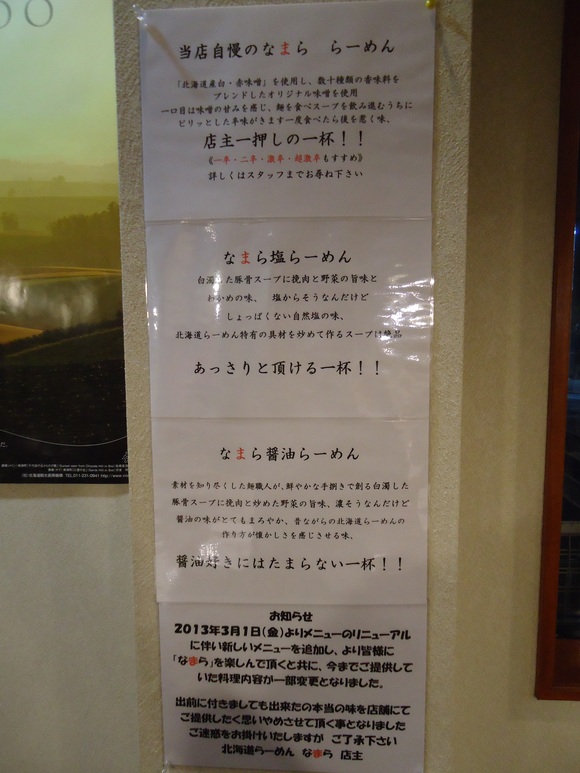 当店自慢のなまら らーめん
「北海道産白・赤味噌」を使用し、数十種類の香味料を
ブレンドしたオリジナル味噌を使用
一口目は味噌の甘みを感じ、麺を食べスープを飲み進むうちに
ピリッとした辛味がきます一度食べたら後を惹く味、
店主一押しの一杯！！
《一辛・二辛・激辛・超激辛もすすめ》
詳しくはスタッフまでお尋ね下さい
なまら塩らーめん
白濁した豚骨スープに挽肉と野菜の旨味と
わかめの味、 塩からそうなんだけど
しょっぱくない自然塩の味、
北海道らーめん特有の具材を炒めて作るスープは絶品
あっさりと頂ける一杯！！
なまら醤油らーめん
素材を知り尽くした麺職人が、鮮やかな手捌きで創る白濁した
豚骨スープに挽肉と炒めた野菜の旨味、濃そうなんだけど
醤油の味がとてもまろやか、昔ながらの北海道らーめんの
作り方が懐かしさを感じさせる味、
醤油好きにはたまらない一杯！！
お知らせ
2013年3月1日(金)よりメニューのリニューアル
に伴い新しいメニューを追加し、より皆様に
「なまら」を楽しんで頂くと共に、今までご提供して
いた料理内容が一部変更となりました。
出前に付きましても出来たの本当の味を店舗にて
ご提供したく思いやめさせて頂く事となりました
ご迷惑をお掛けいたしますが ご了承下さい
北海道らーめん なまら 店主